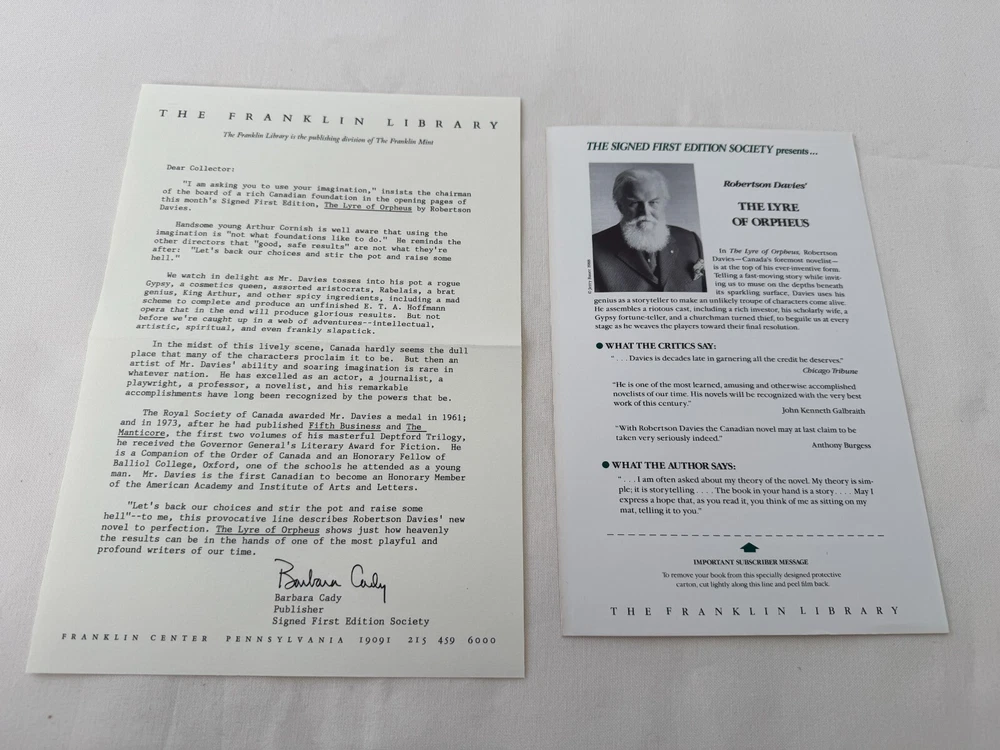 THE FRANKLIN LIBRARY
The Franklin Library is the publishing division of The Franklin Mint
Dear Collector:
"I am asking you to use your imagination," insists the chairman
of the board of a rich Canadian foundation in the opening pages of
this month's Signed First Edition, The Lyre of Orpheus by Robertson
Davies.
Handsome young Arthur Cornish is well aware that using the
imagination is "not what foundations like to do." He reminds the
other directors that "good, safe results" are not what they're
after: "Let's back our choices and stir the pot and raise some
hell."
We watch in delight as Mr. Davies tosses into his pot a rogue
Gypsy, a cosmetics queen, assorted aristocrats, Rabelais, a brat
genius, King Arthur, and other spicy ingredients, including a mad
scheme to complete and produce an unfinished E. T. A. Hoffmann
opera that in the end will produce glorious results. But not
before we're caught up in a web of adventures--intellectual,
artistic, spiritual, and even frankly slapstick.
In the midst of this lively scene, Canada hardly seems the dull
place that many of the characters proclaim it to be. But then an
artist of Mr. Davies' ability and soaring imagination is rare in
whatever nation. He has excelled as an actor, a journalist, a
playwright, a professor, a novelist, and his remarkable
accomplishments have long been recognized by the powers that be.
The Royal Society of Canada awarded Mr. Davies a medal in 1961;
and in 1973, after he had published Fifth Business and The
Manticore, the first two volumes of his masterful Deptford Trilogy,
he received the Governor General's Literary Award for Fiction. He
is a Companion of the Order of Canada and an Honorary Fellow of
Balliol College, Oxford, one of the schools he attended as a young
man. Mr. Davies is the first Canadian to become an Honorary Member
of the American Academy and Institute of Arts and Letters.
"Let's back our choices and stir the pot and raise some
hell"--to me, this provocative line describes Robertson Davies' new
novel to perfection. The Lyre of Orpheus shows just how heavenly
the results can be in the hands of one of the most playful and
profound writers of our time.
Barbara Cady
Barbara Cady
Publisher
Signed First Edition Society
FRANKLIN CENTER PENNSYLVANIA 19091 215 459 6000
THE SIGNED FIRST EDITION SOCIETY presents...
Robertson Davies'
THE LYRE
OF ORPHEUS
In The Lyre of Orpheus, Robertson
Davies—Canada's foremost novelist—
is at the top of his ever-inventive form.
Telling a fast-moving story while invit-
ing us to muse on the depths beneath
its sparkling surface, Davies uses his
genius as a storyteller to make an unlikely troupe of characters come alive.
He assembles a riotous cast, including a rich investor, his scholarly wife, a
Gypsy fortune-teller, and a churchman turned thief, to beguile us at every
stage as he weaves the players toward their final resolution.
WHAT THE CRITICS SAY:
". . . Davies is decades late in garnering all the credit he deserves."
Chicago Tribune
"He is one of the most learned, amusing and otherwise accomplished
novelists of our time. His novels will be recognized with the very best
work of this century."
John Kenneth Galbraith
"With Robertson Davies the Canadian novel may at last claim to be
taken very seriously indeed."
Anthony Burgess
WHAT THE AUTHOR SAYS:
". . . I am often asked about my theory of the novel. My theory is sim-
ple; it is storytelling . . . . The book in your hand is a story . . . . May I
express a hope that, as you read it, you think of me as sitting on my
mat, telling it to you."
IMPORTANT SUBSCRIBER MESSAGE
To remove your book from this specially designed protective
carton, cut lightly along this line and peel film back.
THE FRANKLIN LIBRARY